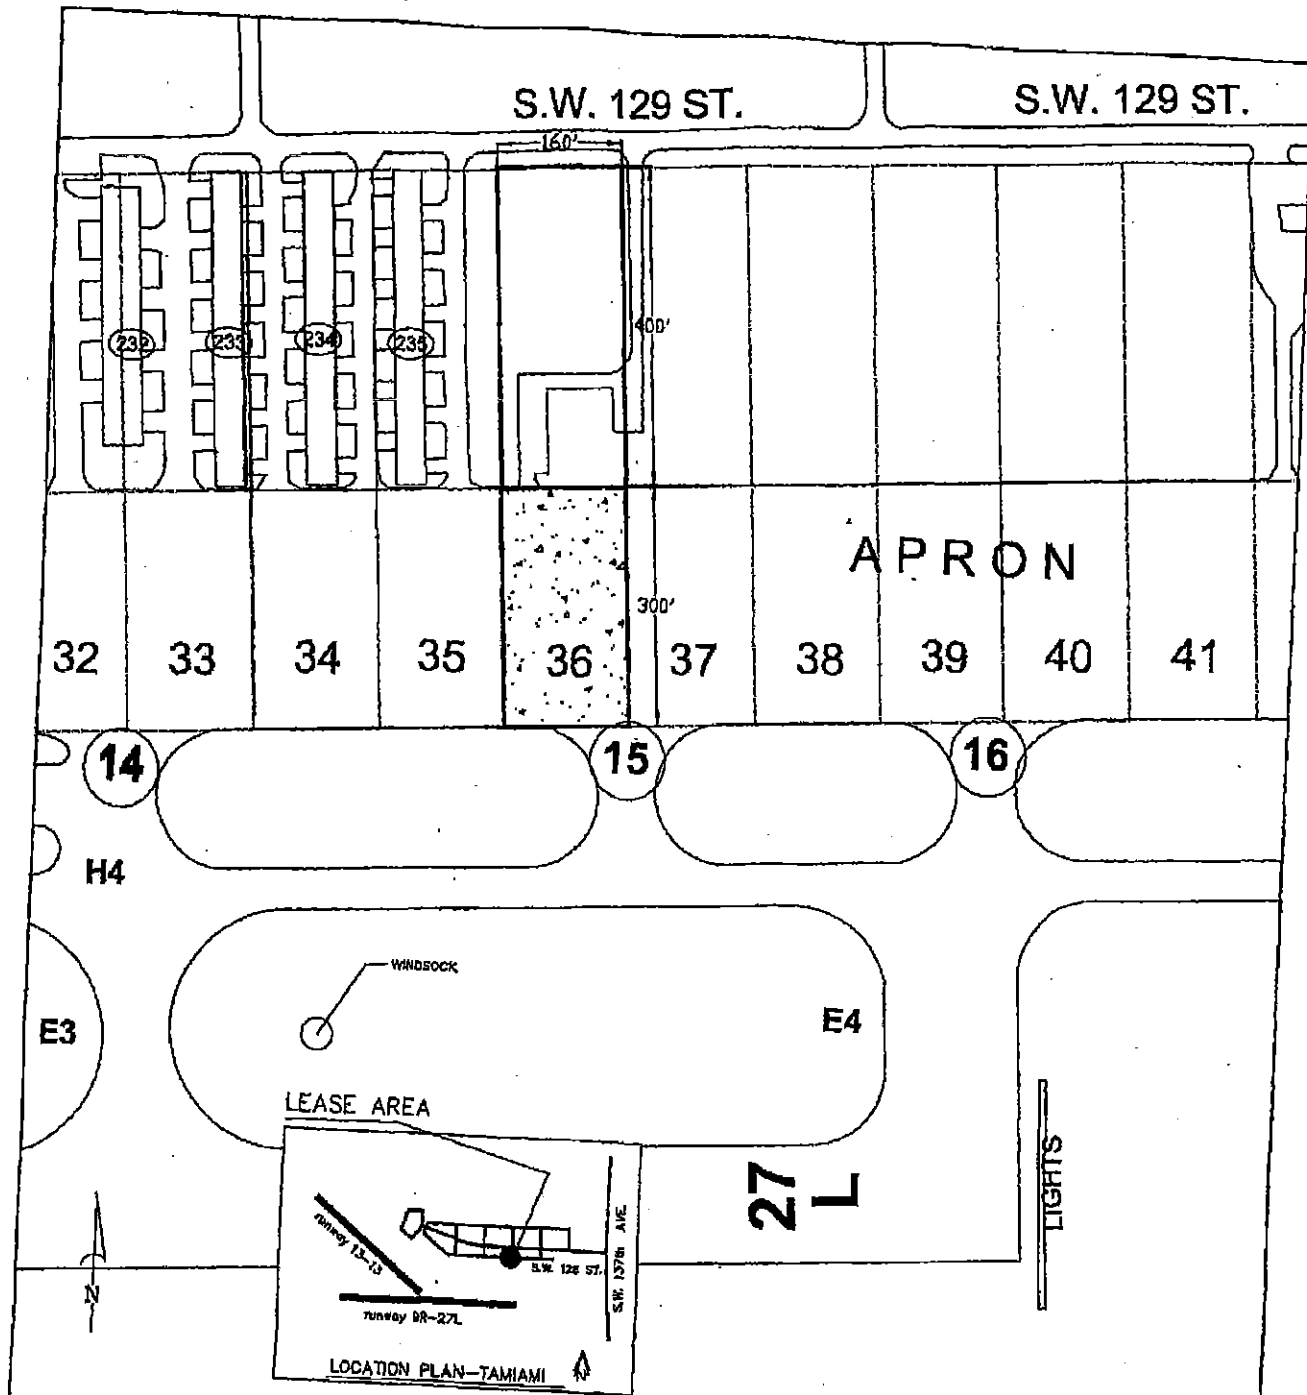 S.W. 129 ST.
S.W. 129 ST.
160'
400'
232
233
234
235
APRON
300'
32
33
34
35
36
37
38
39
40
41
14
15
16
H4
WINDSOCK
E3
E4
LEASE AREA
27
L
LIGHTS
runway
S.W. 137th AVE.
S.W. 128 ST.
runway 9R-27L
N
LOCATION PLAN-TAMIAMI
N